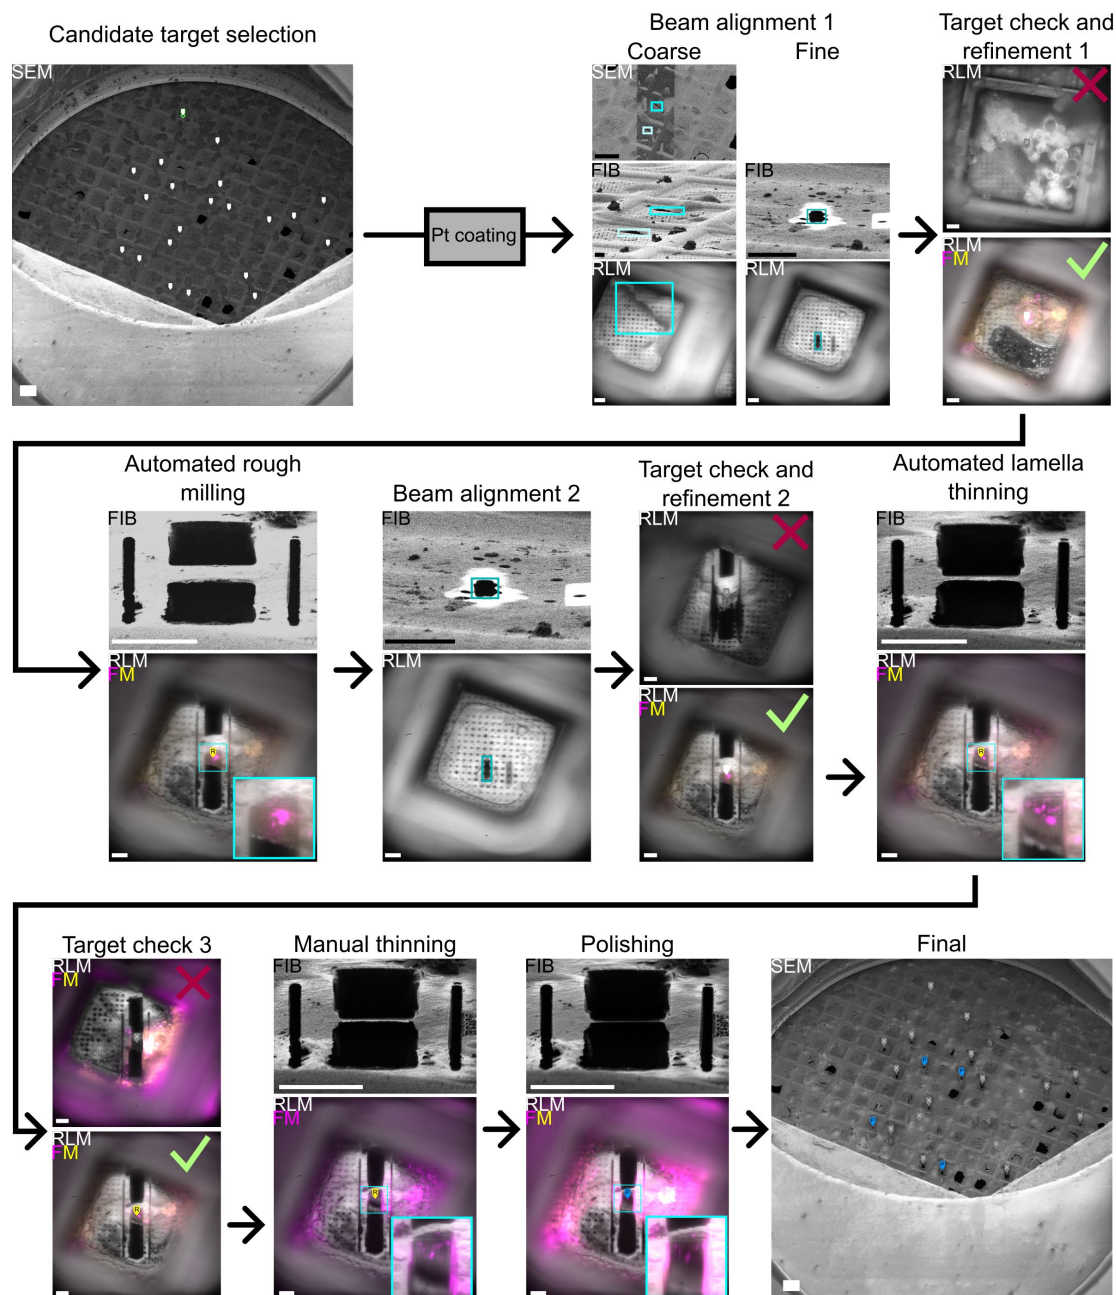 Candidate target selection
SEM
Pt coating
Beam alignment 1
Coarse
Fine
SEM
FIB
FIB
RLM
RLM
Target check and
refinement 1
RLM
RLM
FM
Automated rough
milling
FIB
RLM
FM
R
Beam alignment 2
FIB
RLM
Target check and
refinement 2
RLM
RLM
FM
Automated lamella
thinning
FIB
RLM
FM
R
Target check 3
RLM
FM
RLM
FM
R
Manual thinning
FIB
RLM
FM
R
Polishing
FIB
RLM
FM
P
Final
SEM
P
P
P
P
P